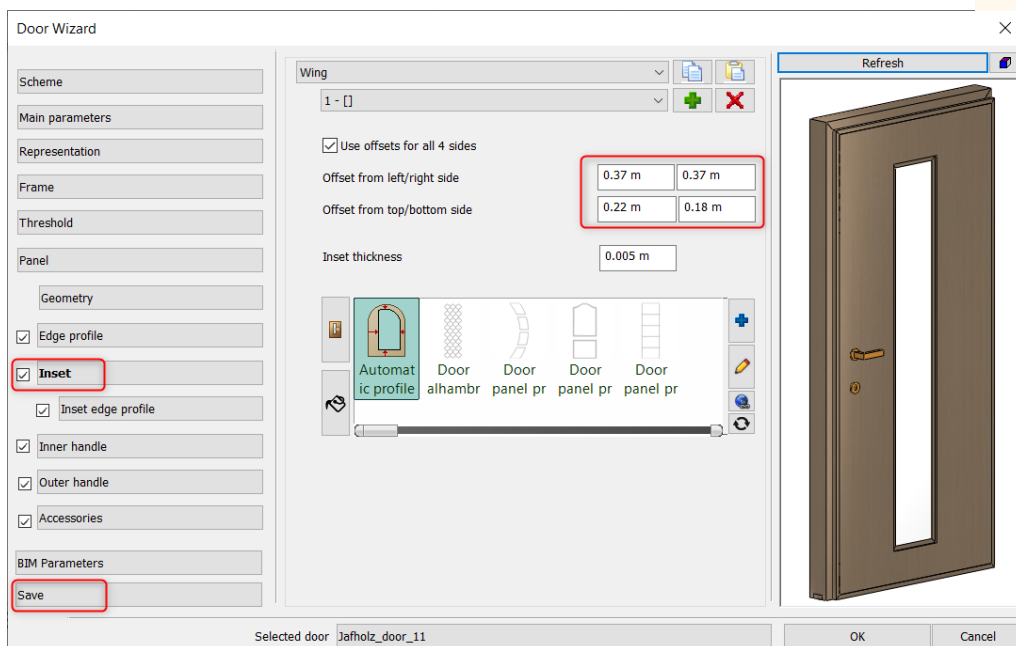 Door Wizard
Scheme
Main parameters
Representation
Frame
Threshold
Panel
Geometry
Edge profile
Inset
Inset edge profile
Inner handle
Outer handle
Accessories
BIM Parameters
Save
Wing
1 - []
Use offsets for all 4 sides
Offset from left/right side 0.37 m 0.37 m
Offset from top/bottom side 0.22 m 0.18 m
Inset thickness 0.005 m
Automat Door Door Door Door
ic profile alhambr panel pr panel pr panel pr
Refresh
Selected door Jafholz_door_11
OK Cancel